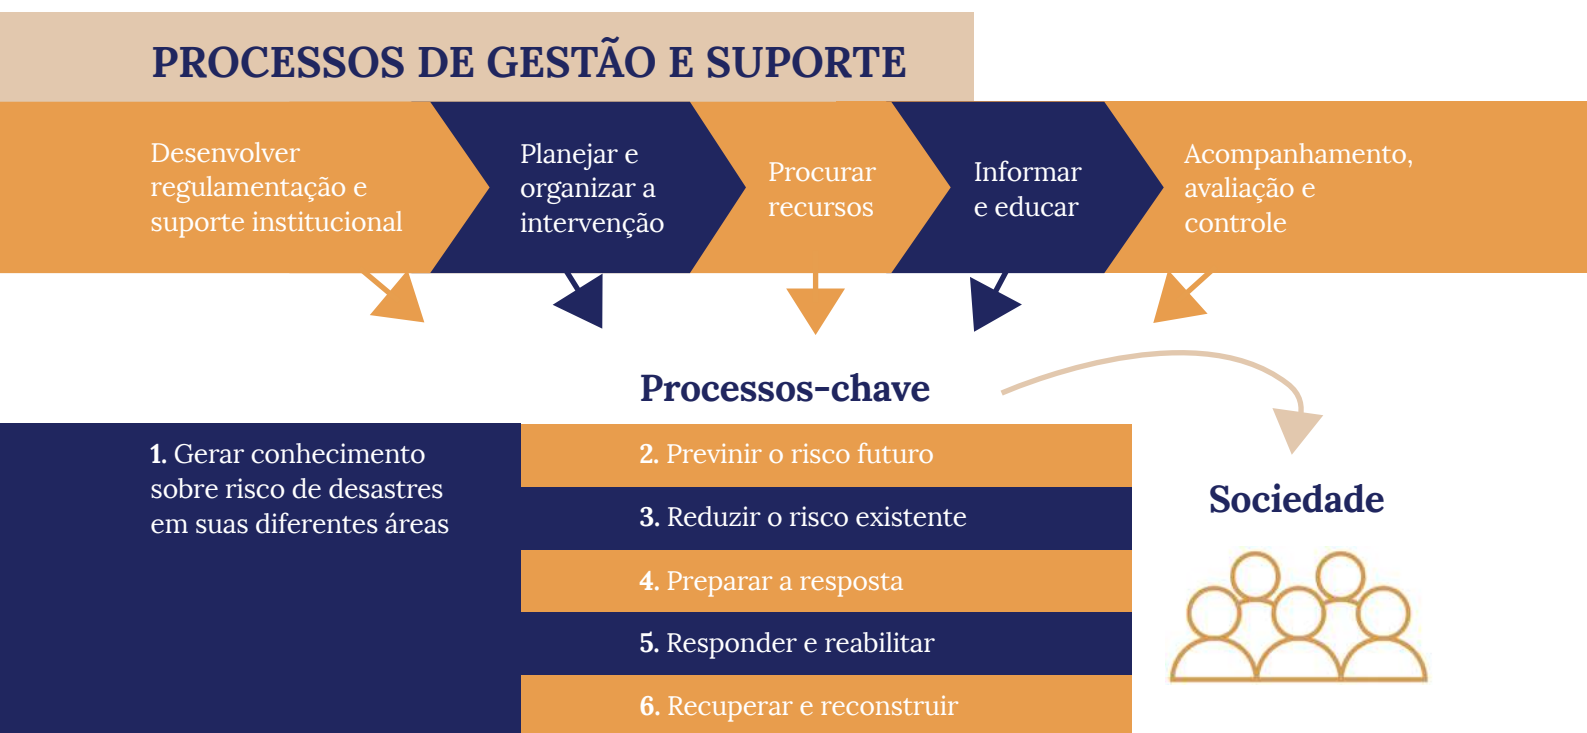 PROCESSOS DE GESTÃO E SUPORTE
Desenvolver
regulamentação e
suporte institucional
Planejar e
organizar a
intervenção
Procurar
recursos
Informar
e educar
Acompanhamento,
avaliação e
controle
Processos-chave
1. Gerar conhecimento
sobre risco de desastres
em suas diferentes áreas
2. Previnir o risco futuro
3. Reduzir o risco existente
4. Preparar a resposta
5. Responder e reabilitar
6. Recuperar e reconstruir
Sociedade